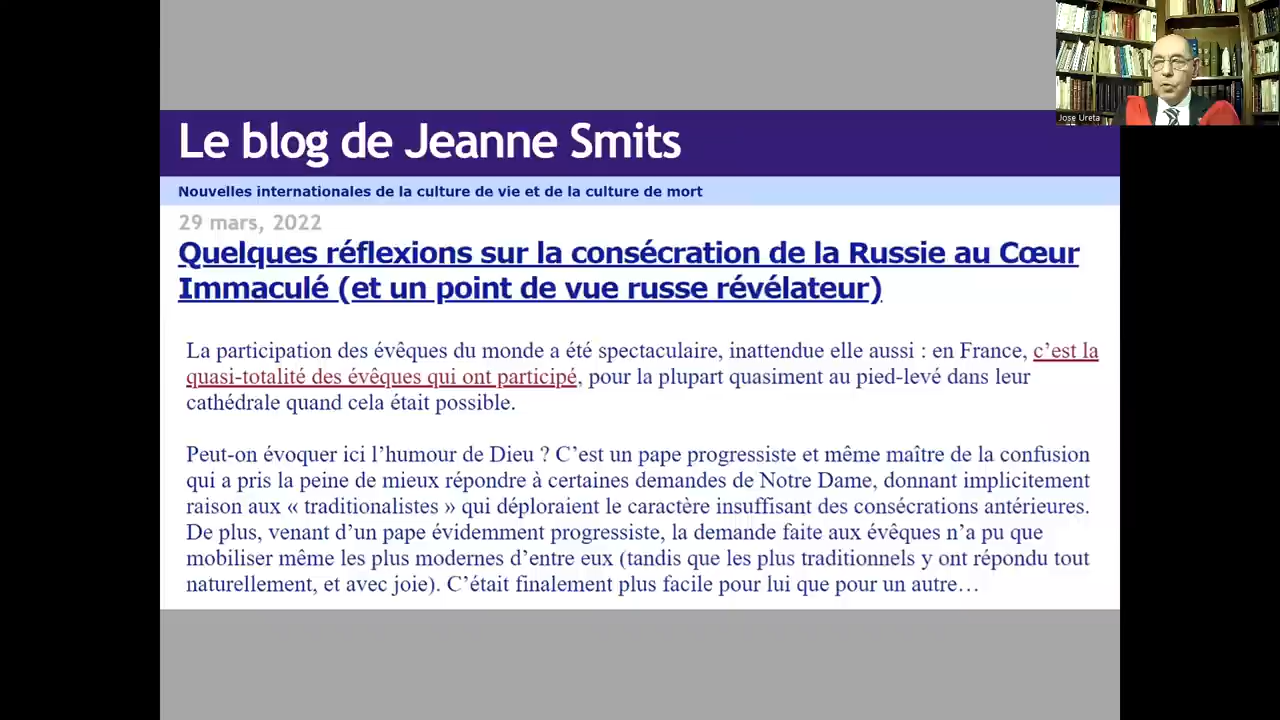 Le blog de Jeanne Smits
Jose Ureta
Nouvelles internationales de la culture de vie et de la culture de mort
29 mars, 2022
Quelques réflexions sur la consécration de la Russie au Cœur
Immaculé (et un point de vue russe révélateur)
La participation des évêques du monde a été spectaculaire, inattendue elle aussi : en France, c’est la
quasi-totalité des évêques qui ont participé, pour la plupart quasiment au pied-levé dans leur
cathédrale quand cela était possible.
Peut-on évoquer ici l’humour de Dieu ? C’est un pape progressiste et même maître de la confusion
qui a pris la peine de mieux répondre à certaines demandes de Notre Dame, donnant implicitement
raison aux « traditionalistes » qui déploraient le caractère insuffisant des consécrations antérieures.
De plus, venant d’un pape évidemment progressiste, la demande faite aux évêques n’a pu que
mobiliser même les plus modernes d’entre eux (tandis que les plus traditionnels y ont répondu tout
naturellement, et avec joie). C’était finalement plus facile pour lui que pour un autre…